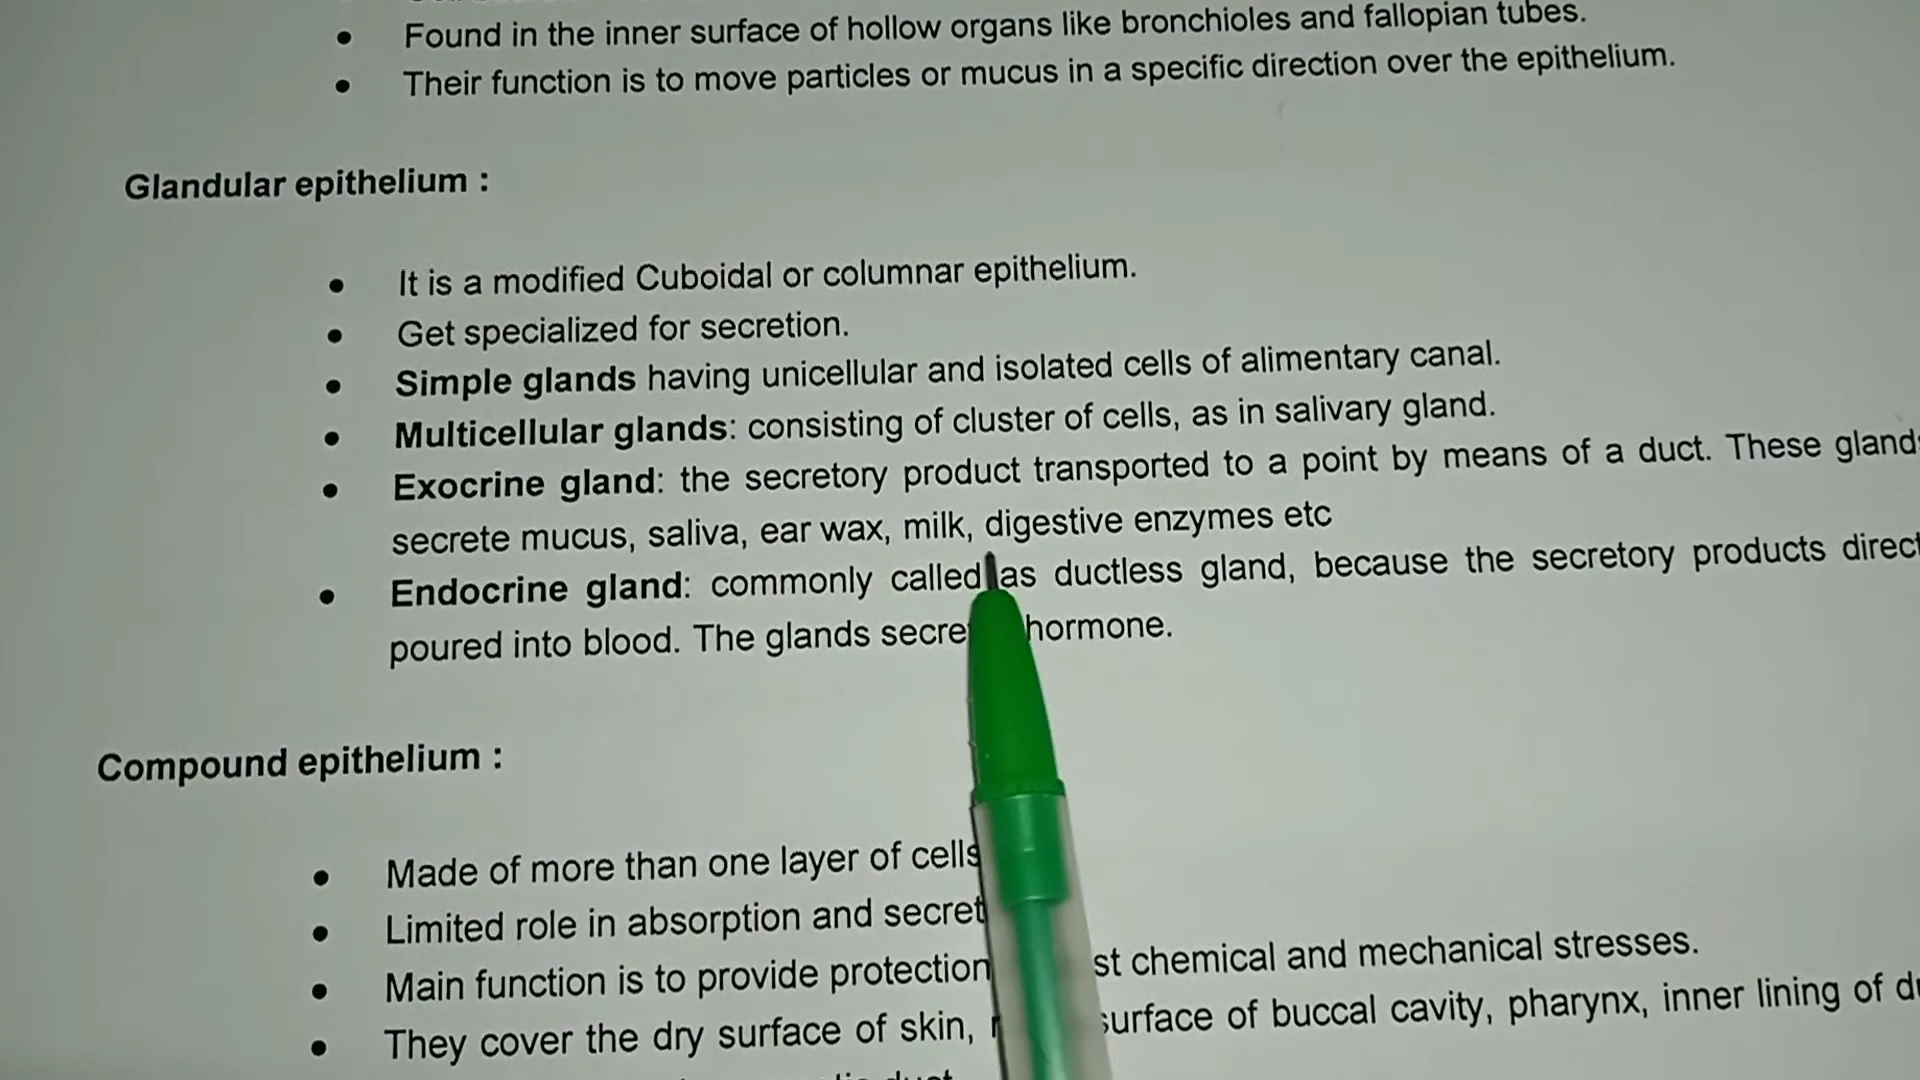 Found in the inner surface of hollow organs like bronchioles and fallopian tubes.
Their function is to move particles or mucus in a specific direction over the epithelium.
Glandular epithelium :
It is a modified Cuboidal or columnar epithelium.
Get specialized for secretion.
Simple glands having unicellular and isolated cells of alimentary canal.
Multicellular glands: consisting of cluster of cells, as in salivary gland.
Exocrine gland: the secretory product transported to a point by means of a duct. These gland
secrete mucus, saliva, ear wax, milk, digestive enzymes etc
Endocrine gland: commonly called as ductless gland, because the secretory products direc
poured into blood. The glands secre hormone.
Compound epithelium :
Made of more than one layer of cells
Limited role in absorption and secret
Main function is to provide protection st chemical and mechanical stresses.
They cover the dry surface of skin, surface of buccal cavity, pharynx, inner lining of
duct